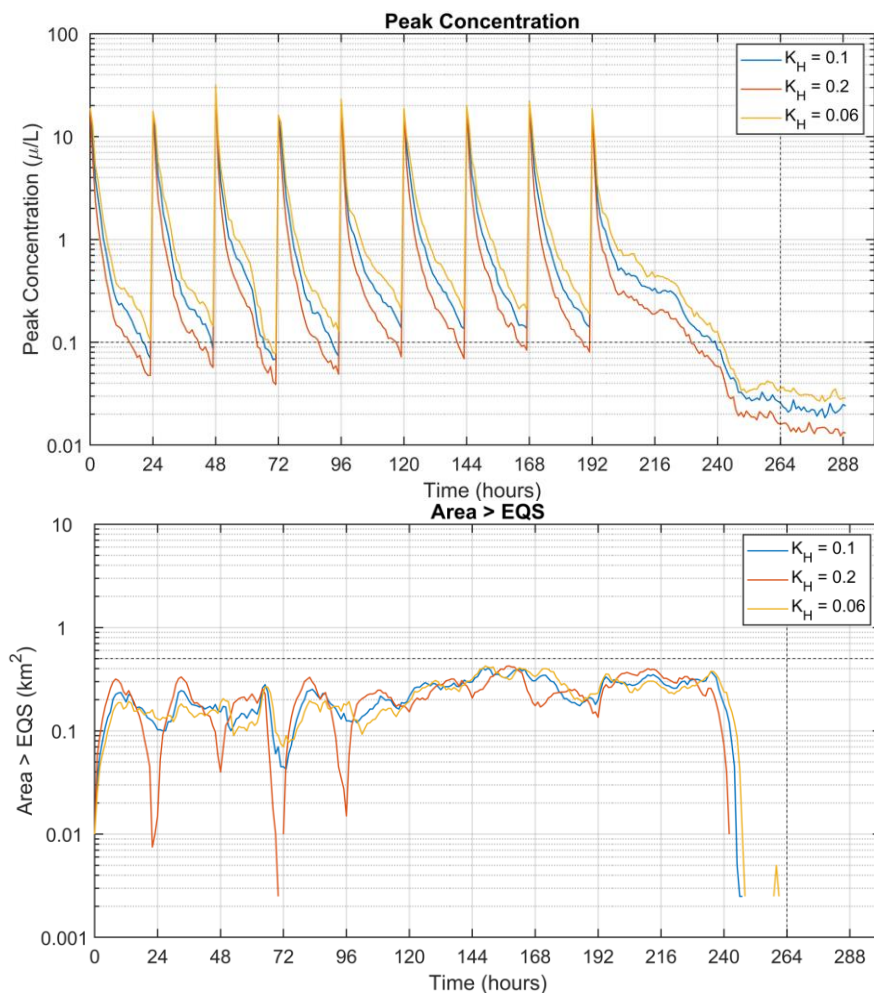 Peak Concentration
100
10
1
0.1
0.01
Peak Concentration (µ/L)
K_H = 0.1
K_H = 0.2
K_H = 0.06
0 24 48 72 96 120 144 168 192 216 240 264 288
Time (hours)
Area > EQS
10
1
0.1
0.01
0.001
Area > EQS (km²)
K_H = 0.1
K_H = 0.2
K_H = 0.06
0 24 48 72 96 120 144 168 192 216 240 264 288
Time (hours)